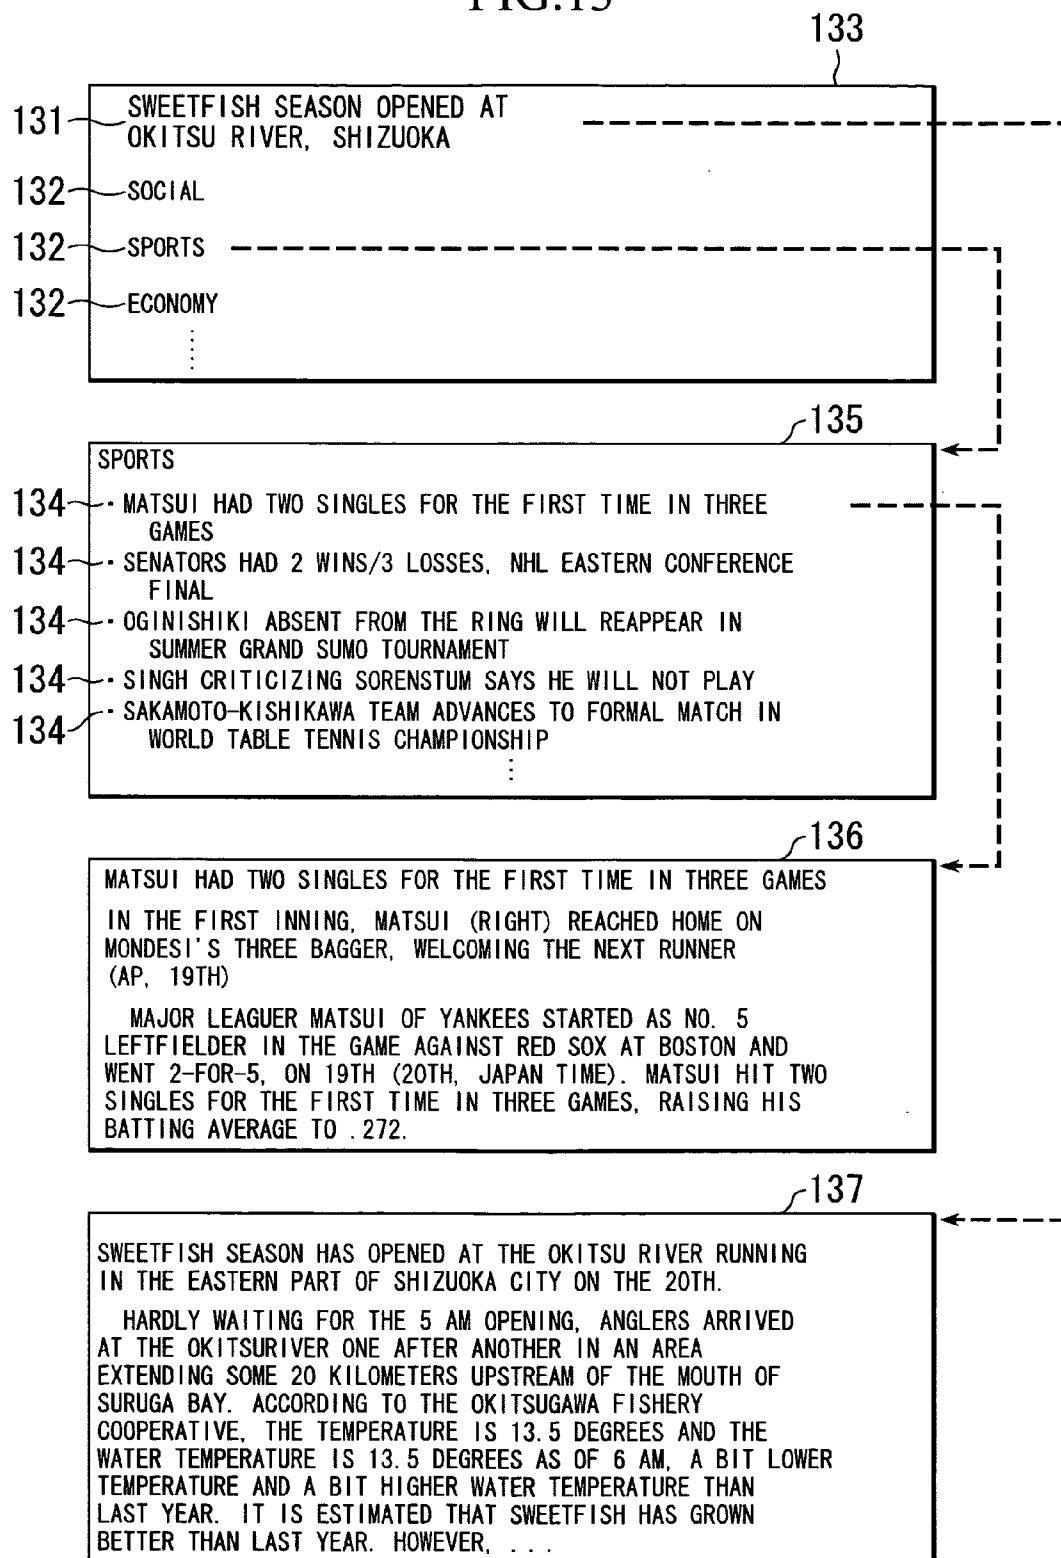 FIG.13
133
131 SWEETFISH SEASON OPENED AT
OKITSU RIVER, SHIZUOKA
132 SOCIAL
132 SPORTS
132 ECONOMY
135
SPORTS
134 · MATSUI HAD TWO SINGLES FOR THE FIRST TIME IN THREE
GAMES
134 · SENATORS HAD 2 WINS/3 LOSSES, NHL EASTERN CONFERENCE
FINAL
134 · OGINISHIKI ABSENT FROM THE RING WILL REAPPEAR IN
SUMMER GRAND SUMO TOURNAMENT
134 · SINGH CRITICIZING SORENSTUM SAYS HE WILL NOT PLAY
134 · SAKAMOTO-KISHIKAWA TEAM ADVANCES TO FORMAL MATCH IN
WORLD TABLE TENNIS CHAMPIONSHIP
136
MATSUI HAD TWO SINGLES FOR THE FIRST TIME IN THREE GAMES
IN THE FIRST INNING, MATSUI (RIGHT) REACHED HOME ON
MONDESI'S THREE BAGGER, WELCOMING THE NEXT RUNNER
(AP, 19TH)
MAJOR LEAGUER MATSUI OF YANKEES STARTED AS NO. 5
LEFTFIELDER IN THE GAME AGAINST RED SOX AT BOSTON AND
WENT 2-FOR-5, ON 19TH (20TH, JAPAN TIME). MATSUI HIT TWO
SINGLES FOR THE FIRST TIME IN THREE GAMES, RAISING HIS
BATTING AVERAGE TO .272.
137
SWEETFISH SEASON HAS OPENED AT THE OKITSU RIVER RUNNING
IN THE EASTERN PART OF SHIZUOKA CITY ON THE 20TH.
HARDLY WAITING FOR THE 5 AM OPENING, ANGLERS ARRIVED
AT THE OKITSURIVER ONE AFTER ANOTHER IN AN AREA
EXTENDING SOME 20 KILOMETERS UPSTREAM OF THE MOUTH OF
SURUGA BAY. ACCORDING TO THE OKITSUGAWA FISHERY
COOPERATIVE, THE TEMPERATURE IS 13.5 DEGREES AND THE
WATER TEMPERATURE IS 13.5 DEGREES AS OF 6 AM, A BIT LOWER
TEMPERATURE AND A BIT HIGHER WATER TEMPERATURE THAN
LAST YEAR. IT IS ESTIMATED THAT SWEETFISH HAS GROWN
BETTER THAN LAST YEAR. HOWEVER, ...